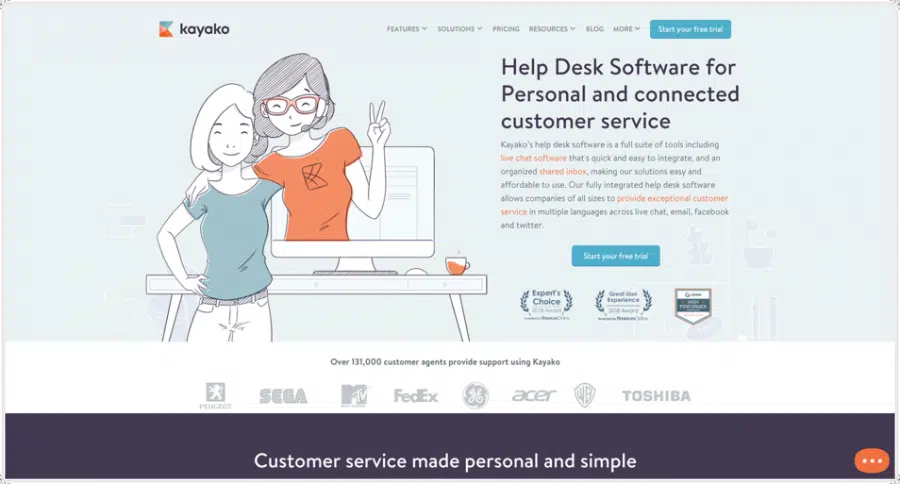 kayako
FEATURES
SOLUTIONS
PRICING
RESOURCES
BLOG
MORE
Start your free trial
Help Desk Software for
Personal and connected
customer service
Kayako's help desk software is a full suite of tools including
live chat software that's quick and easy to integrate, and an
organized shared inbox, making our solutions easy and
affordable to use. Our fully integrated help desk software
allows companies of all sizes to provide exceptional customer
service in multiple languages across live chat, email, facebook
and twitter.
Start your free trial
Expert's
Choice
2018 Award
Great User
Experience
2018 Award
HIGH
PERFORMER
Over 131,000 customer agents provide support using Kayako
PEUGEOT
SEGA
MTV
FedEx
acer
TOSHIBA
Customer service made personal and simple